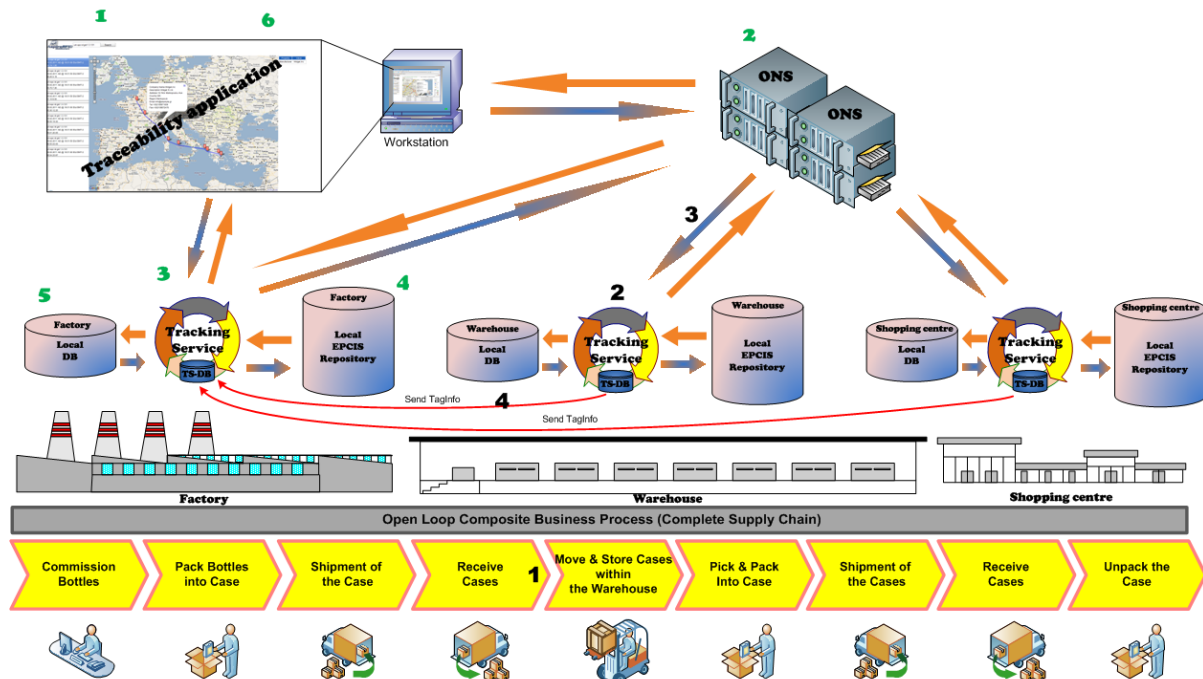 1
6
2
ONS
ONS
Traceability application
Workstation
3
3
4
5
2
Factory
Local
DB
Tracking
Service
TS-DB
Factory
Local
EPCIS
Repository
Warehouse
Local
DB
Tracking
Service
TS-DB
Warehouse
Local
EPCIS
Repository
Shopping centre
Local
DB
Tracking
Service
TS-DB
Shopping centre
Local
EPCIS
Repository
Send TagInfo
4
Send TagInfo
Factory
Warehouse
Shopping centre
Open Loop Composite Business Process (Complete Supply Chain)
Commission
Bottles
Pack Bottles
into Case
Shipment of
the Case
Receive
Cases
1
Move & Store Cases
within
the Warehouse
Pick & Pack
Into Case
Shipment of
the Cases
Receive
Cases
Unpack the
Case